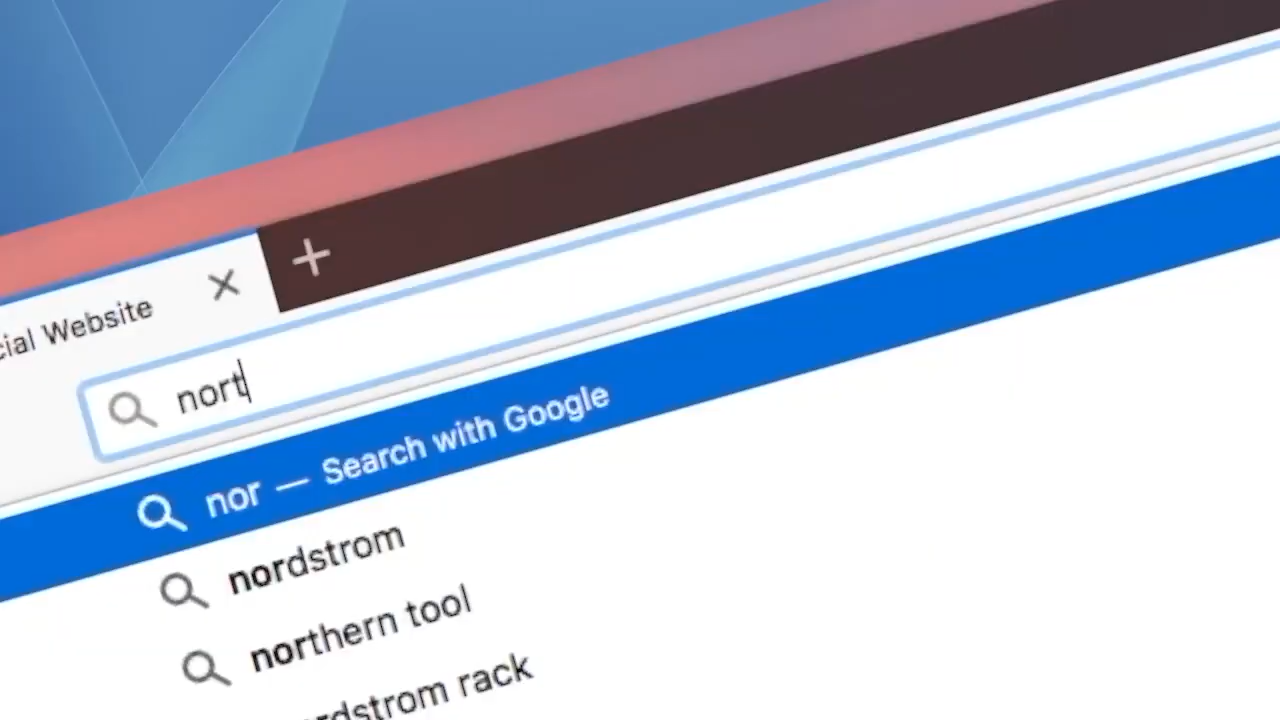 cial Website
nort
nor — Search with Google
nordstrom
northern tool
rdstrom rack